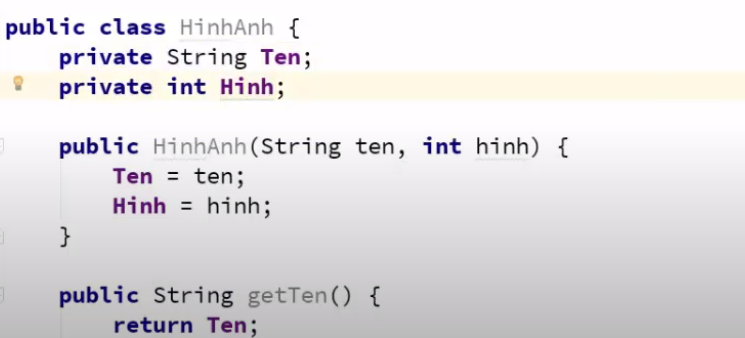 public class HinhAnh {
private String Ten;
private int Hinh;
public HinhAnh(String ten, int hinh) {
Ten = ten;
Hinh = hinh;
}
public String getTen() {
return Ten;